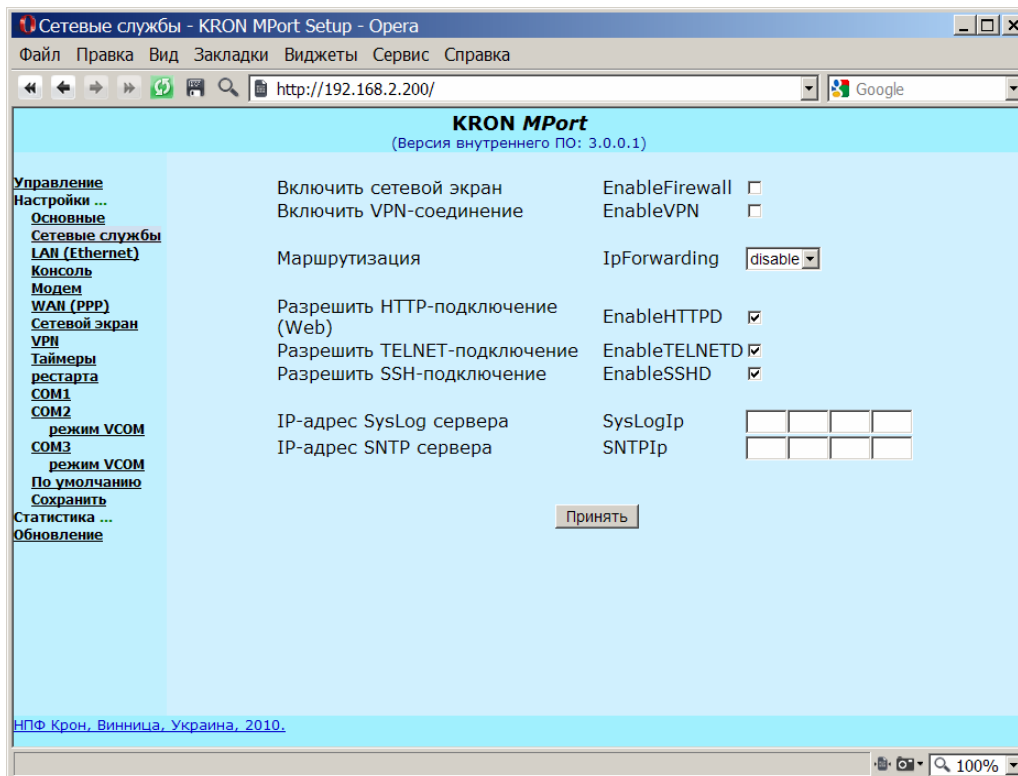 Сетевые службы - KRON MPort Setup - Opera
Файл Правка Вид Закладки Виджеты Сервис Справка
http://192.168.2.200/
Google
KRON MPort
(Версия внутреннего ПО: 3.0.0.1)
Управление
Настройки ...
Основные
Сетевые службы
LAN (Ethernet)
Консоль
Модем
WAN (PPP)
Сетевой экран
VPN
Таймеры
рестарта
COM1
COM2
режим VCOM
COM3
режим VCOM
По умолчанию
Сохранить
Статистика ...
Обновление
Включить сетевой экран EnableFirewall
Включить VPN-соединение EnableVPN
Маршрутизация IpForwarding disable
Разрешить HTTP-подключение
(Web) EnableHTTPD
Разрешить TELNET-подключение EnableTELNETD
Разрешить SSH-подключение EnableSSHD
IP-адрес SysLog сервера SysLogIp
IP-адрес SNTP сервера SNTPIp
Принять
НПФ Крон, Винница, Украина, 2010.
100%